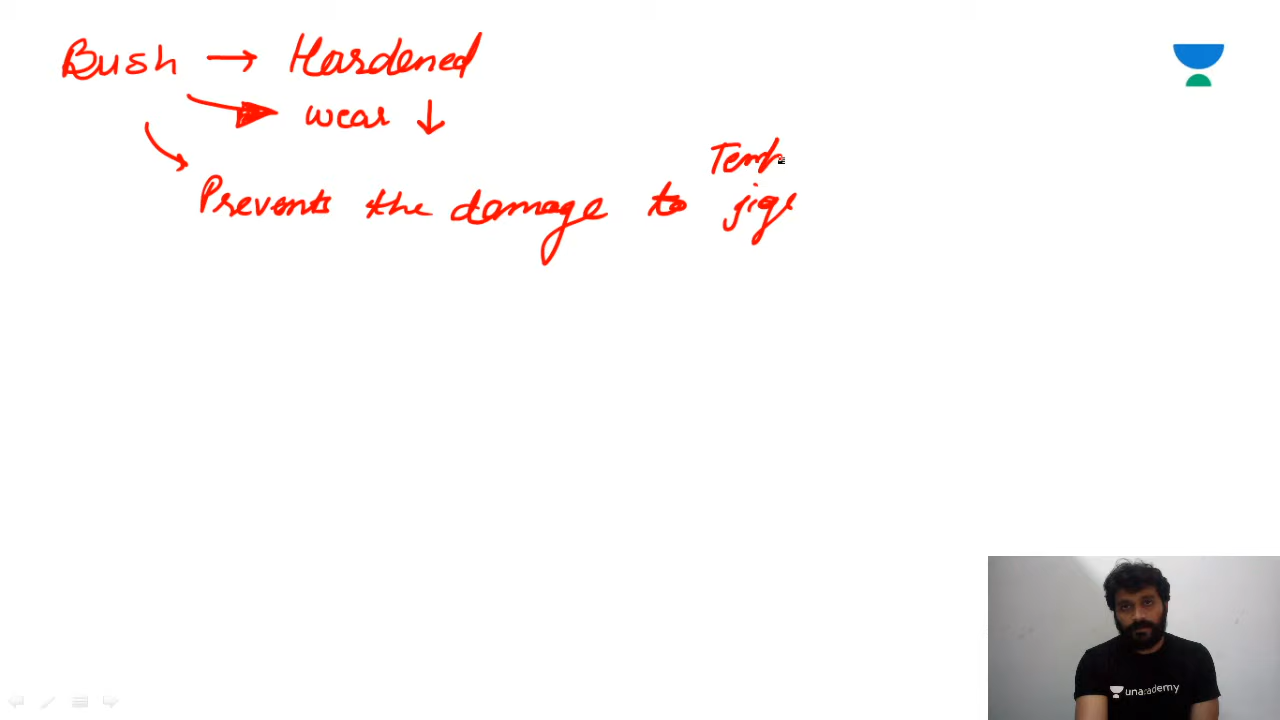 Bush → Hardened
wear ↓
Temp
Prevents the damage to jigs
unacademy